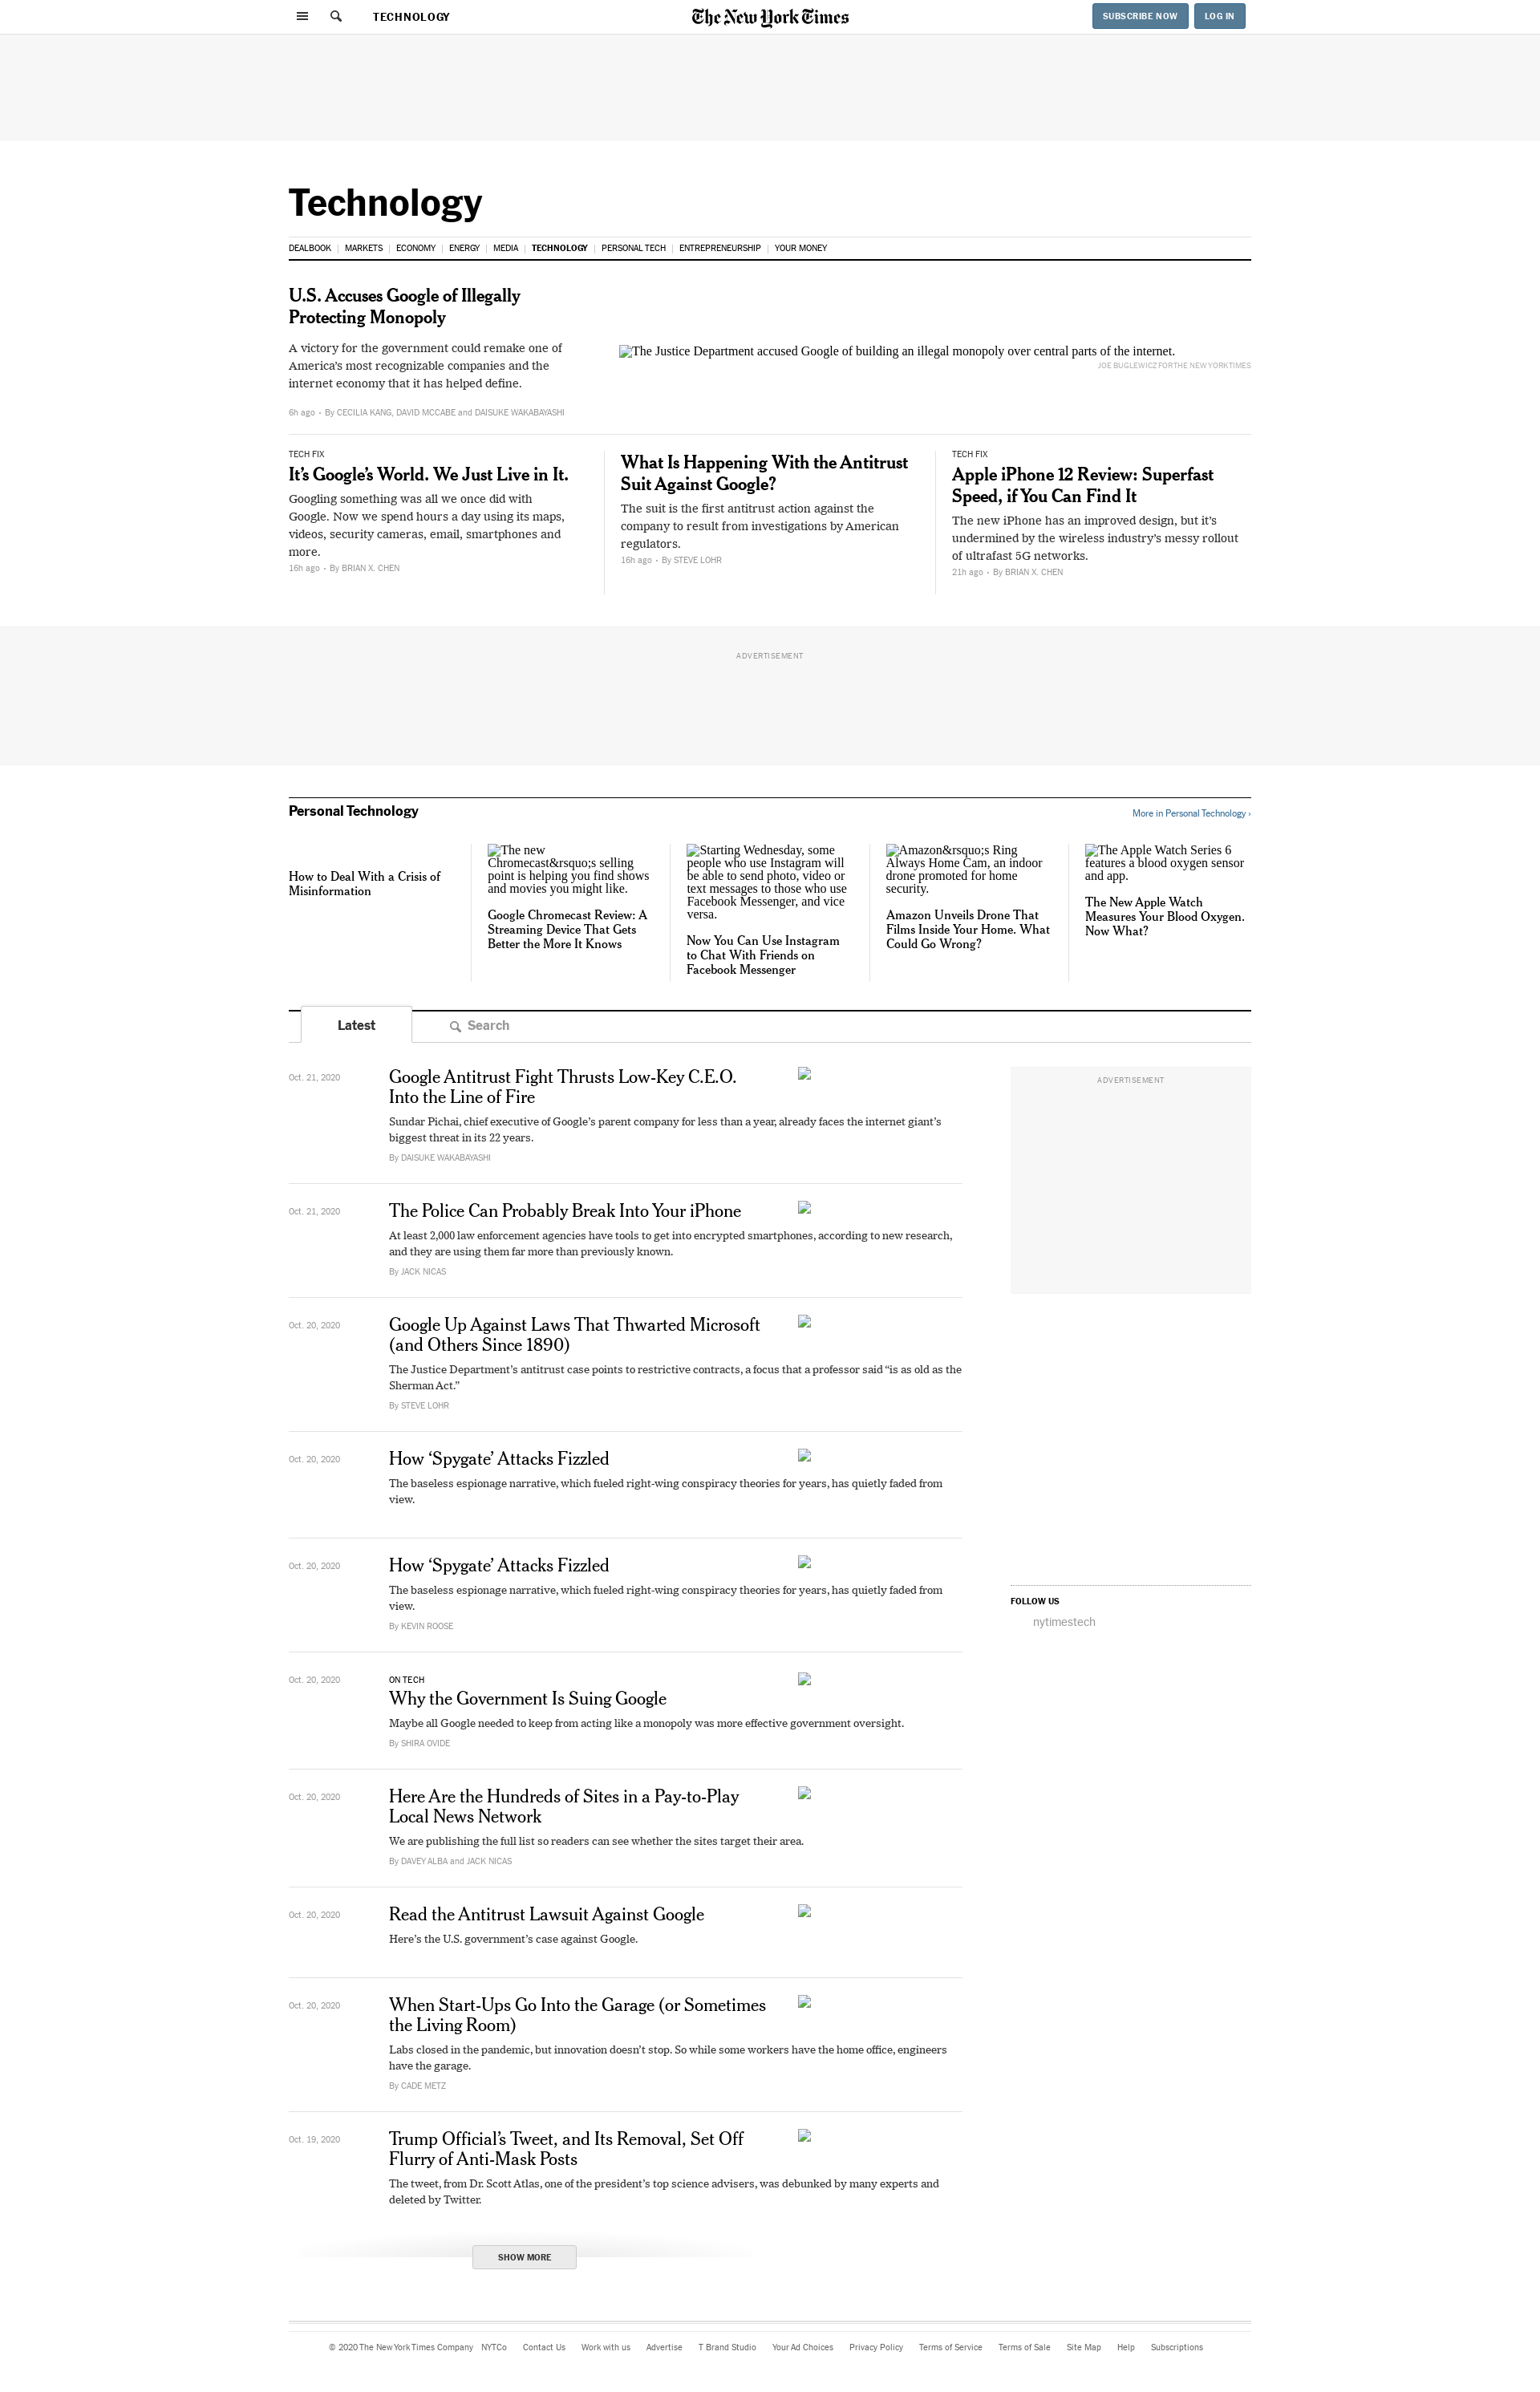 TECHNOLOGY
The New York Times
SUBSCRIBE NOW
LOG IN
Technology
DEALBOOK
MARKETS
ECONOMY
ENERGY
MEDIA
TECHNOLOGY
PERSONAL TECH
ENTREPRENEURSHIP
YOUR MONEY
U.S. Accuses Google of Illegally
Protecting Monopoly
A victory for the government could remake one of
America’s most recognizable companies and the
internet economy that it has helped define.
6h ago • By CECILIA KANG, DAVID MCCABE and DAISUKE WAKABAYASHI
The Justice Department accused Google of building an illegal monopoly over central parts of the internet.
JOE BUGLEWICZ FOR THE NEW YORK TIMES
TECH FIX
It’s Google’s World. We Just Live in It.
Googling something was all we once did with
Google. Now we spend hours a day using its maps,
videos, security cameras, email, smartphones and
more.
16h ago • By BRIAN X. CHEN
What Is Happening With the Antitrust
Suit Against Google?
The suit is the first antitrust action against the
company to result from investigations by American
regulators.
16h ago • By STEVE LOHR
TECH FIX
Apple iPhone 12 Review: Superfast
Speed, if You Can Find It
The new iPhone has an improved design, but it’s
undermined by the wireless industry’s messy rollout
of ultrafast 5G networks.
21h ago • By BRIAN X. CHEN
ADVERTISEMENT
Personal Technology
More in Personal Technology ›
How to Deal With a Crisis of
Misinformation
The new
Chromecast&rsquo;s selling
point is helping you find shows
and movies you might like.
Google Chromecast Review: A
Streaming Device That Gets
Better the More It Knows
Starting Wednesday, some
people who use Instagram will
be able to send photo, video or
text messages to those who use
Facebook Messenger, and vice
versa.
Now You Can Use Instagram
to Chat With Friends on
Facebook Messenger
Amazon&rsquo;s Ring
Always Home Cam, an indoor
drone promoted for home
security.
Amazon Unveils Drone That
Films Inside Your Home. What
Could Go Wrong?
The Apple Watch Series 6
features a blood oxygen sensor
and app.
The New Apple Watch
Measures Your Blood Oxygen.
Now What?
Latest
Search
Oct. 21, 2020
Google Antitrust Fight Thrusts Low-Key C.E.O.
Into the Line of Fire
Sundar Pichai, chief executive of Google’s parent company for less than a year, already faces the internet giant’s
biggest threat in its 22 years.
By DAISUKE WAKABAYASHI
ADVERTISEMENT
Oct. 21, 2020
The Police Can Probably Break Into Your iPhone
At least 2,000 law enforcement agencies have tools to get into encrypted smartphones, according to new research,
and they are using them far more than previously known.
By JACK NICAS
Oct. 20, 2020
Google Up Against Laws That Thwarted Microsoft
(and Others Since 1890)
The Justice Department’s antitrust case points to restrictive contracts, a focus that a professor said “is as old as the
Sherman Act.”
By STEVE LOHR
Oct. 20, 2020
How ‘Spygate’ Attacks Fizzled
The baseless espionage narrative, which fueled right-wing conspiracy theories for years, has quietly faded from
view.
Oct. 20, 2020
How ‘Spygate’ Attacks Fizzled
The baseless espionage narrative, which fueled right-wing conspiracy theories for years, has quietly faded from
view.
By KEVIN ROOSE
FOLLOW US
nytimestech
Oct. 20, 2020
ON TECH
Why the Government Is Suing Google
Maybe all Google needed to keep from acting like a monopoly was more effective government oversight.
By SHIRA OVIDE
Oct. 20, 2020
Here Are the Hundreds of Sites in a Pay-to-Play
Local News Network
We are publishing the full list so readers can see whether the sites target their area.
By DAVEY ALBA and JACK NICAS
Oct. 20, 2020
Read the Antitrust Lawsuit Against Google
Here’s the U.S. government’s case against Google.
Oct. 20, 2020
When Start-Ups Go Into the Garage (or Sometimes
the Living Room)
Labs closed in the pandemic, but innovation doesn’t stop. So while some workers have the home office, engineers
have the garage.
By CADE METZ
Oct. 19, 2020
Trump Official’s Tweet, and Its Removal, Set Off
Flurry of Anti-Mask Posts
The tweet, from Dr. Scott Atlas, one of the president’s top science advisers, was debunked by many experts and
deleted by Twitter.
SHOW MORE
© 2020 The New York Times Company NYTCo Contact Us Work with us Advertise T Brand Studio Your Ad Choices Privacy Policy Terms of Service Terms of Sale Site Map Help Subscriptions